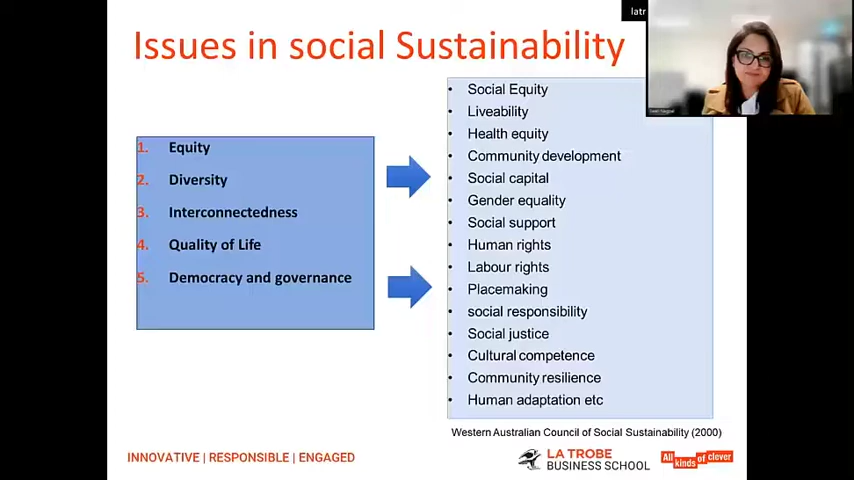 latr
Issues in social Sustainability
1. Equity
2. Diversity
3. Interconnectedness
4. Quality of Life
5. Democracy and governance
• Social Equity
• Liveability
• Health equity
• Community development
• Social capital
• Gender equality
• Social support
• Human rights
• Labour rights
• Placemaking
• social responsibility
• Social justice
• Cultural competence
• Community resilience
• Human adaptation etc
Western Australian Council of Social Sustainability (2000)
INNOVATIVE | RESPONSIBLE | ENGAGED
LA TROBE
BUSINESS SCHOOL
All kinds of clever